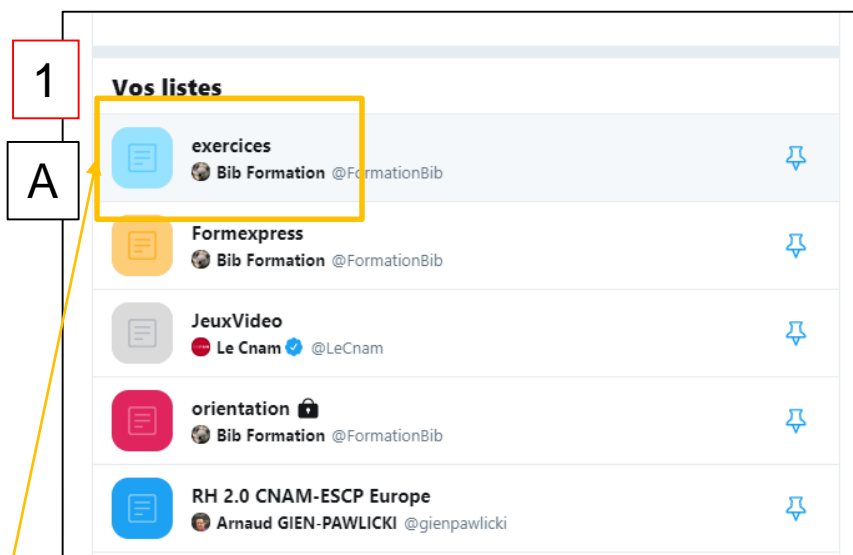 1
Vos listes
A
exercices
Bib Formation @FormationBib
Formexpress
Bib Formation @FormationBib
JeuxVideo
Le Cnam @LeCnam
orientation
Bib Formation @FormationBib
RH 2.0 CNAM-ESCP Europe
Arnaud GIEN-PAWLICKI @gienpawlicki